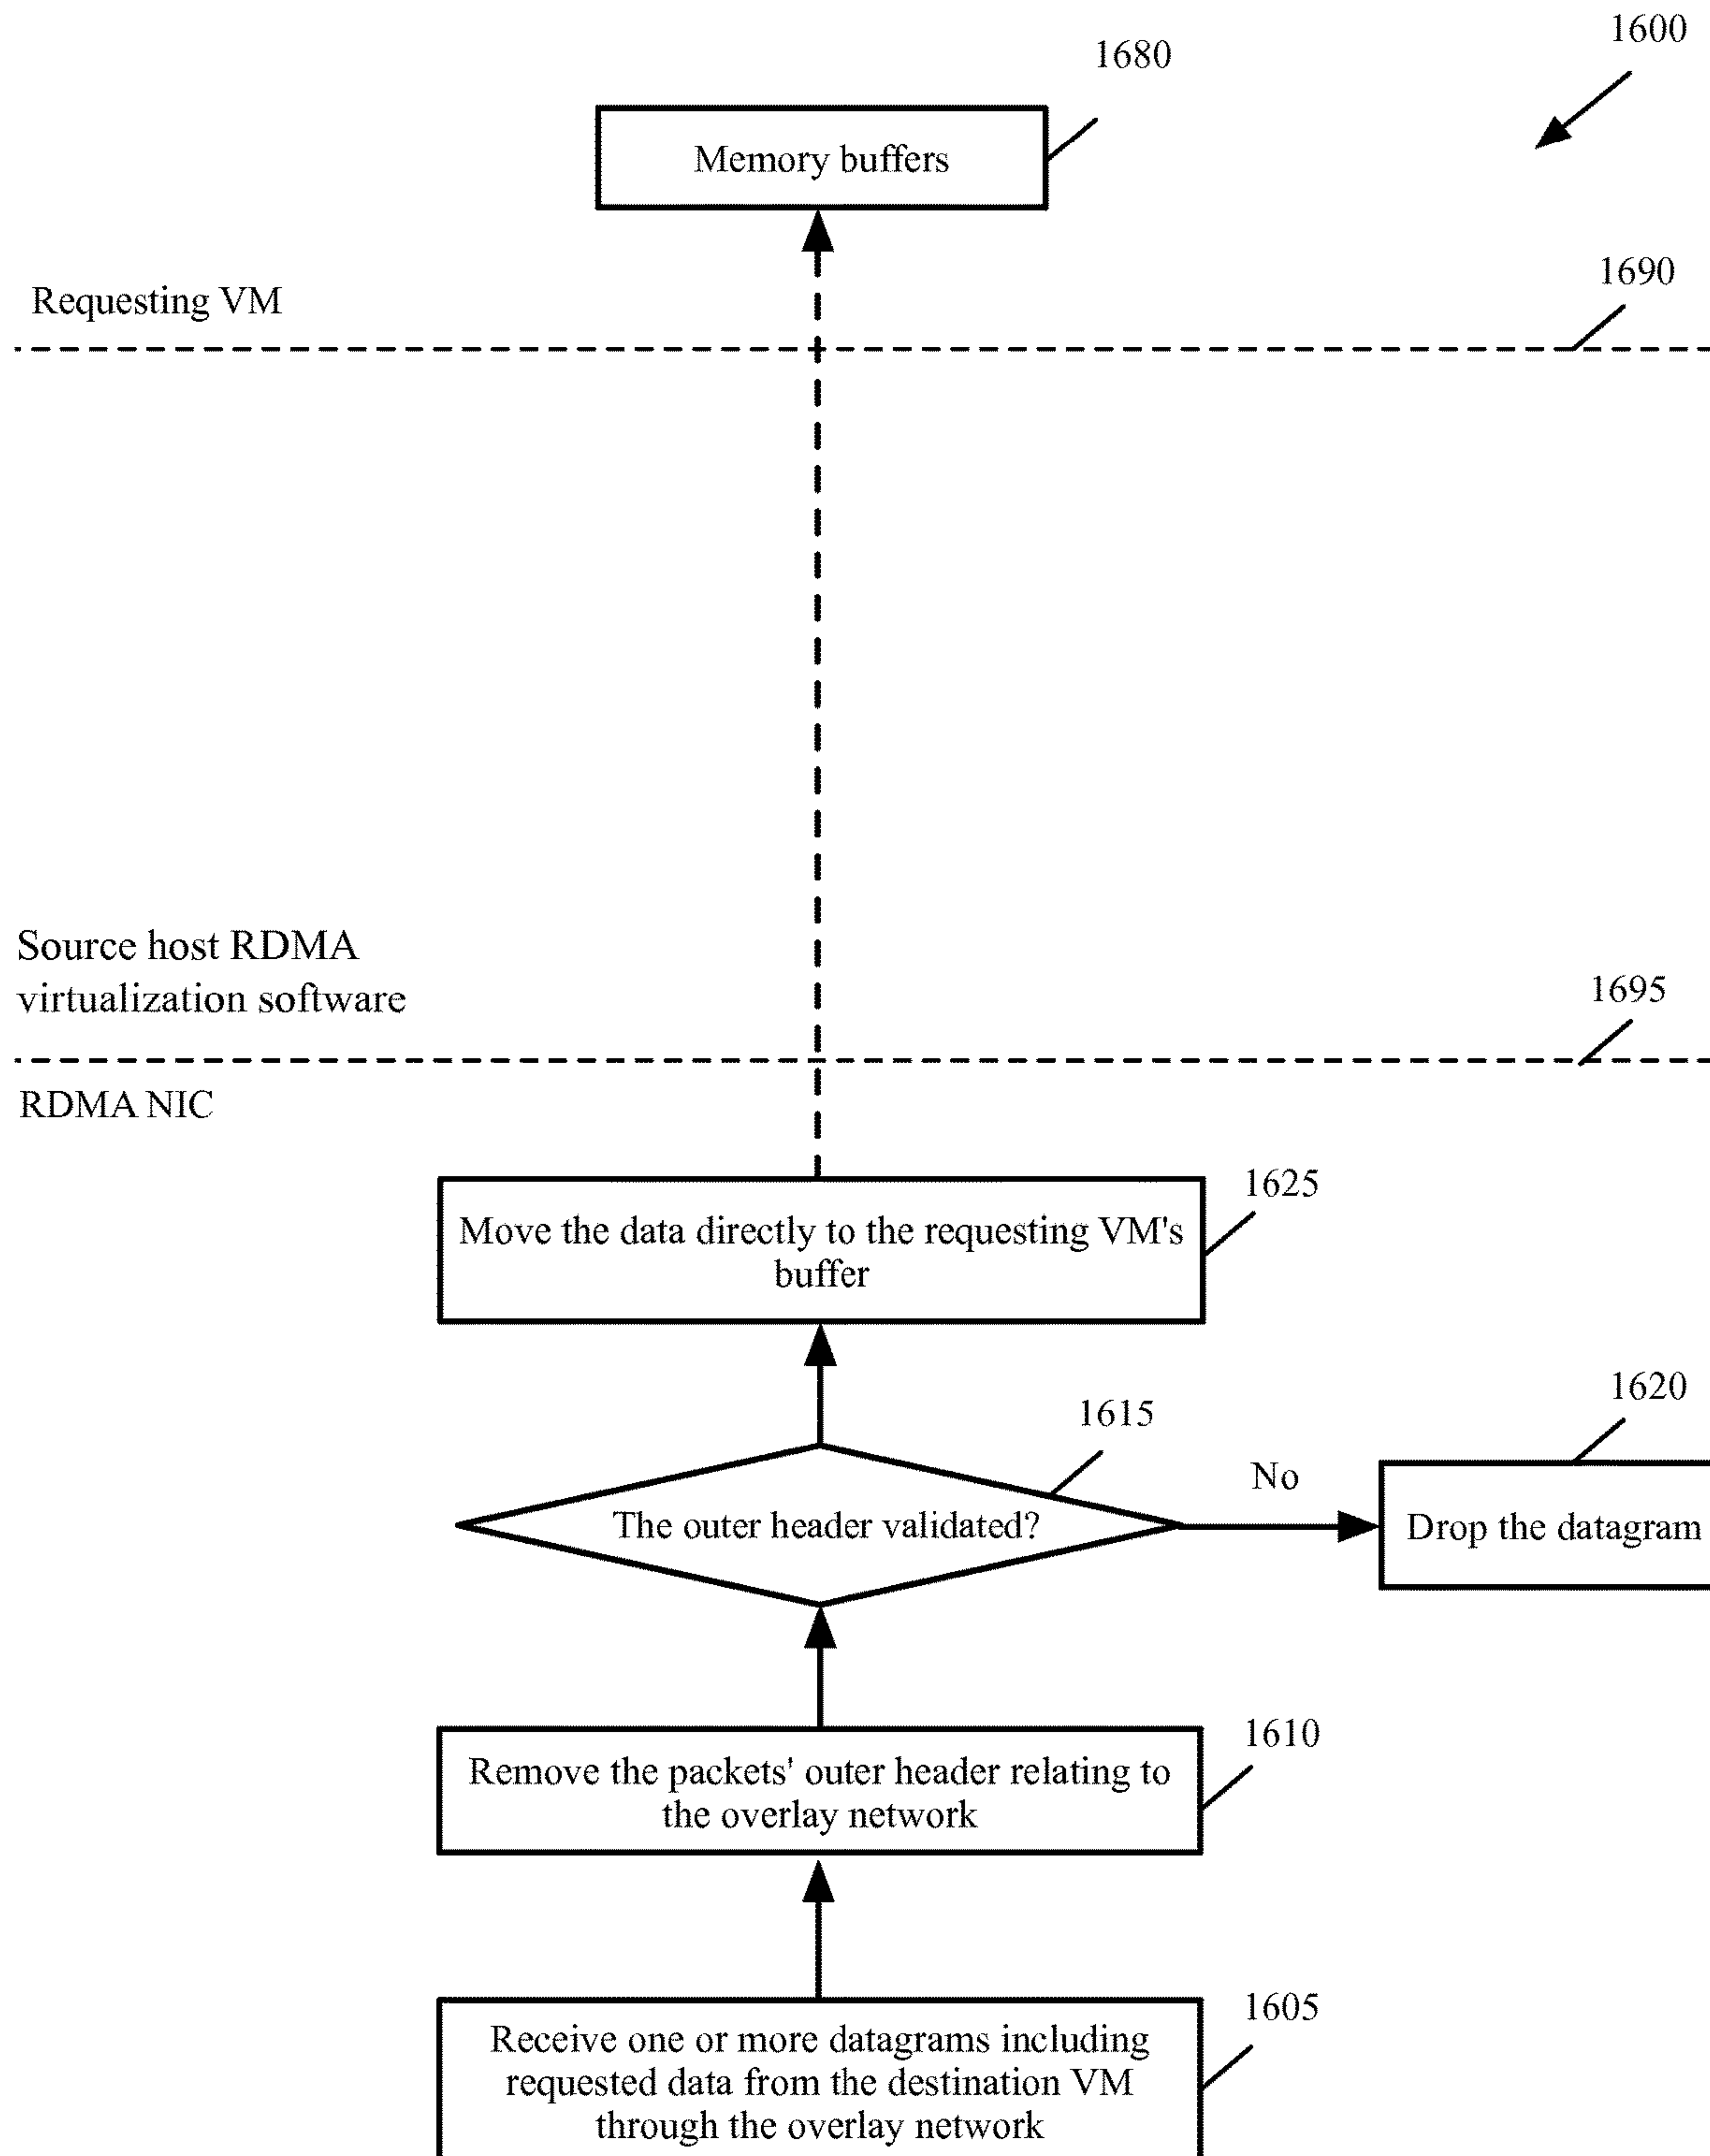 1600
1680
Memory buffers
1690
Requesting VM
Source host RDMA
virtualization software
1695
RDMA NIC
1625
Move the data directly to the requesting VM's
buffer
1620
1615
No
The outer header validated?
Drop the datagram
1610
Remove the packets' outer header relating to
the overlay network
1605
Receive one or more datagrams including
requested data from the destination VM
through the overlay network